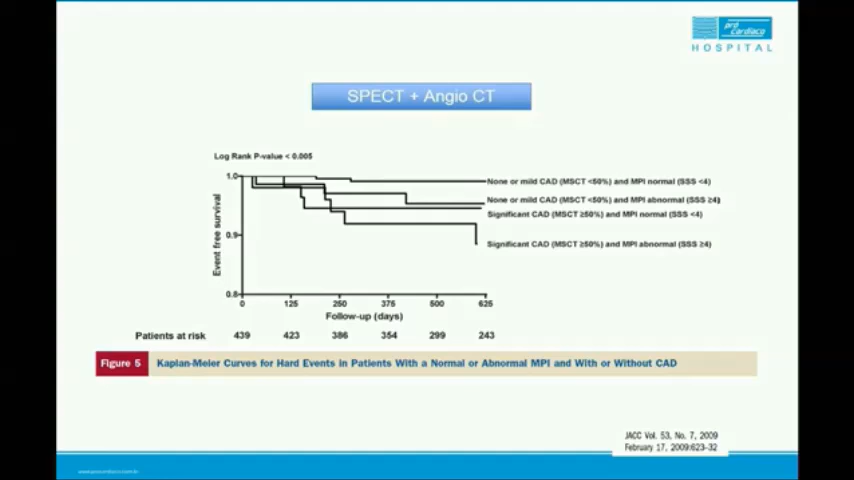 pró
cardíaco
HOSPITAL
SPECT + Angio CT
Log Rank P-value < 0.005
Event free survival
1.0
0.9
0.8
None or mild CAD (MSCT <50%) and MPI normal (SSS <4)
None or mild CAD (MSCT <50%) and MPI abnormal (SSS ≥4)
Significant CAD (MSCT ≥50%) and MPI normal (SSS <4)
Significant CAD (MSCT ≥50%) and MPI abnormal (SSS ≥4)
0 125 250 375 500 625
Follow-up (days)
Patients at risk 439 423 386 354 299 243
Figure 5 Kaplan-Meier Curves for Hard Events in Patients With a Normal or Abnormal MPI and With or Without CAD
JACC Vol. 53, No. 7, 2009
February 17, 2009:623–32
www.procardiaco.com.br